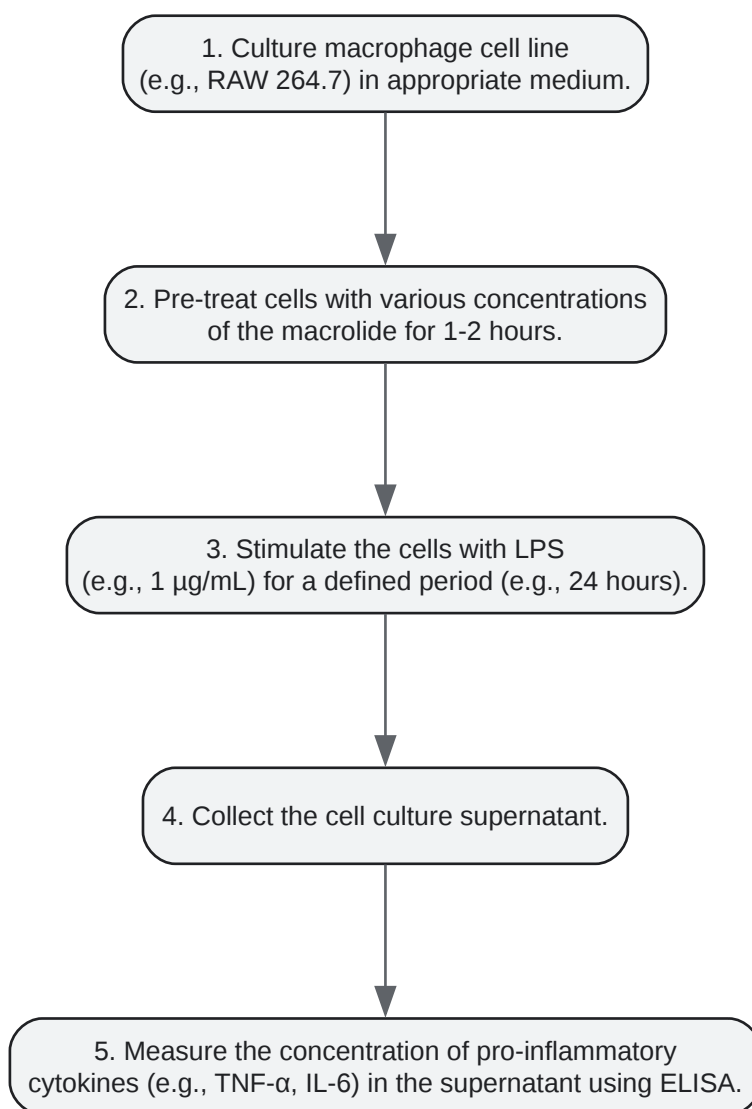 1. Culture macrophage cell line
(e.g., RAW 264.7) in appropriate medium.
2. Pre-treat cells with various concentrations
of the macrolide for 1-2 hours.
3. Stimulate the cells with LPS
(e.g., 1 µg/mL) for a defined period (e.g., 24 hours).
4. Collect the cell culture supernatant.
5. Measure the concentration of pro-inflammatory
cytokines (e.g., TNF-α, IL-6) in the supernatant using ELISA.